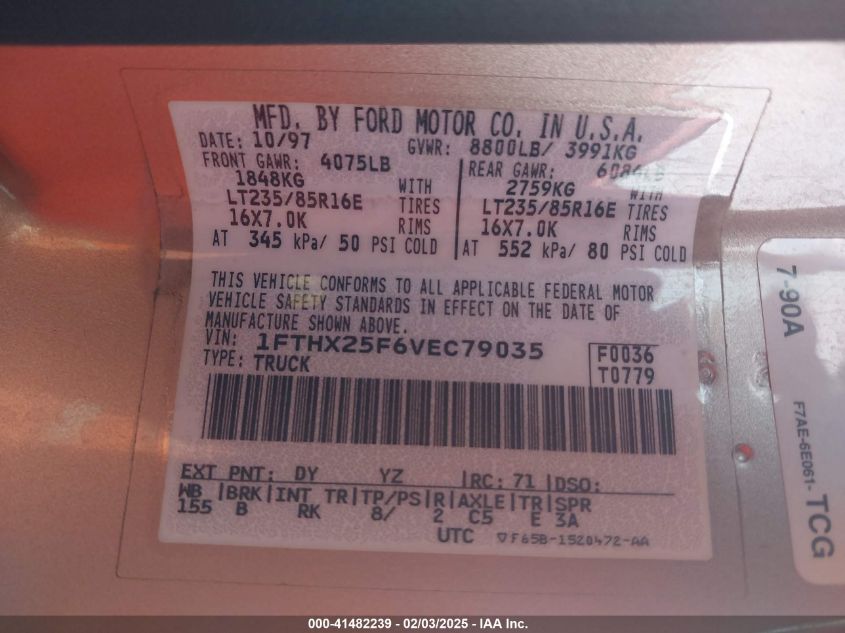 MFD. BY FORD MOTOR CO. IN U.S.A.
DATE: 10/97 GVWR: 8800LB/ 3991KG
FRONT GAWR: 4075LB REAR GAWR: 6084LB
1848KG WITH 2759KG WITH
LT235/85R16E TIRES LT235/85R16E TIRES
16X7.0K RIMS 16X7.0K RIMS
AT 345 kPa/ 50 PSI COLD AT 552 kPa/ 80 PSI COLD
THIS VEHICLE CONFORMS TO ALL APPLICABLE FEDERAL MOTOR
VEHICLE SAFETY STANDARDS IN EFFECT ON THE DATE OF
MANUFACTURE SHOWN ABOVE.
VIN: 1FTHX25F6VEC79035 F0036
TYPE: TRUCK T0779
EXT PNT: DY YZ |RC: 71 |DSO:
WB |BRK|INT TR|TP/PS|R|AXLE|TR|SPR
155 B RK 8/ 2 C5 E 3A
UTC ▽F65B-1520472-AA
7-90A
F7AE-6E061-TCG
000-41482239 - 02/03/2025 - IAA Inc.